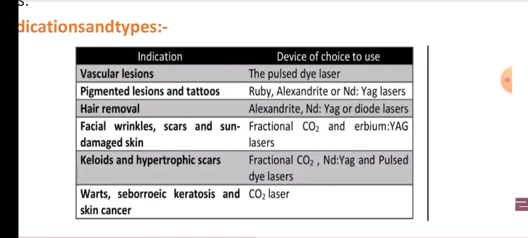 s.
dicationsandtypes:-
Indication Device of choice to use
Vascular lesions The pulsed dye laser
Pigmented lesions and tattoos Ruby, Alexandrite or Nd: Yag lasers
Hair removal Alexandrite, Nd: Yag or diode lasers
Facial wrinkles, scars and sun- Fractional CO₂ and erbium:YAG
damaged skin lasers
Keloids and hypertrophic scars Fractional CO₂ , Nd:Yag and Pulsed
dye lasers
Warts, seborroeic keratosis and CO₂ laser
skin cancer